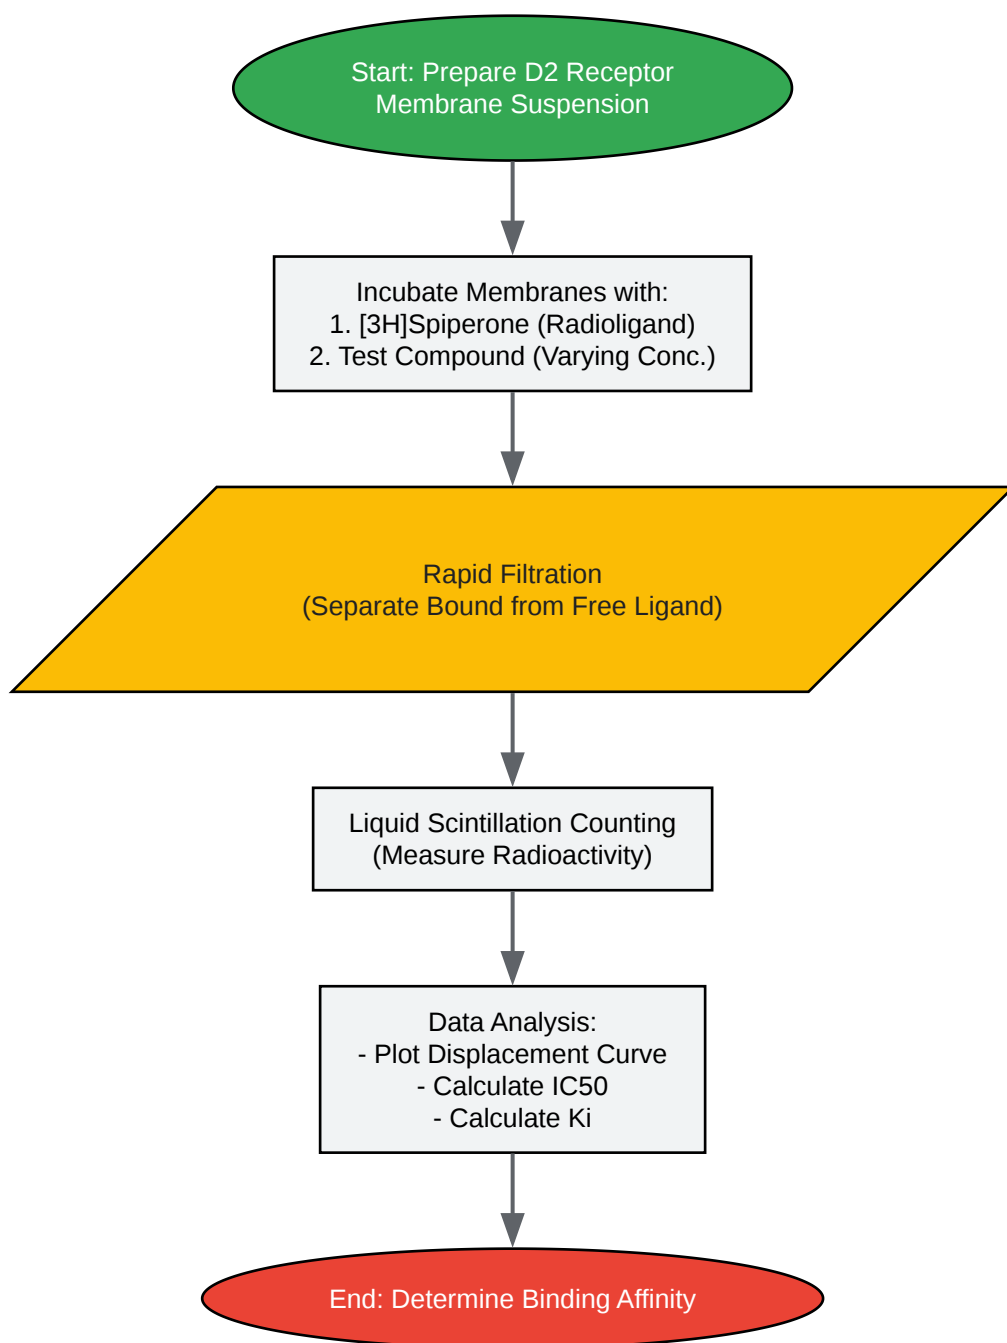 Start: Prepare D2 Receptor
Membrane Suspension
Incubate Membranes with:
1. [3H]Spiperone (Radioligand)
2. Test Compound (Varying Conc.)
Rapid Filtration
(Separate Bound from Free Ligand)
Liquid Scintillation Counting
(Measure Radioactivity)
Data Analysis:
- Plot Displacement Curve
- Calculate IC50
- Calculate Ki
End: Determine Binding Affinity